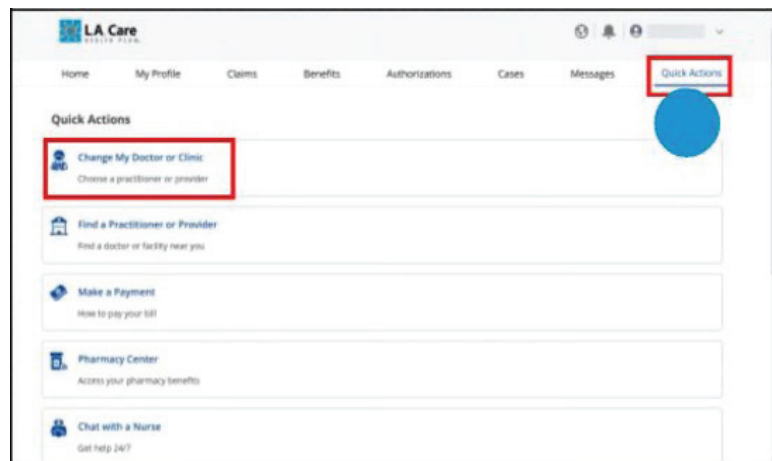 L.A. Care
HEALTH PLAN
Home My Profile Claims Benefits Authorizations Cases Messages Quick Actions
Quick Actions
Change My Doctor or Clinic
Choose a practitioner or provider
Find a Practitioner or Provider
Find a doctor or facility near you
Make a Payment
How to pay your bill
Pharmacy Center
Access your pharmacy benefits
Chat with a Nurse
Get help 24/7